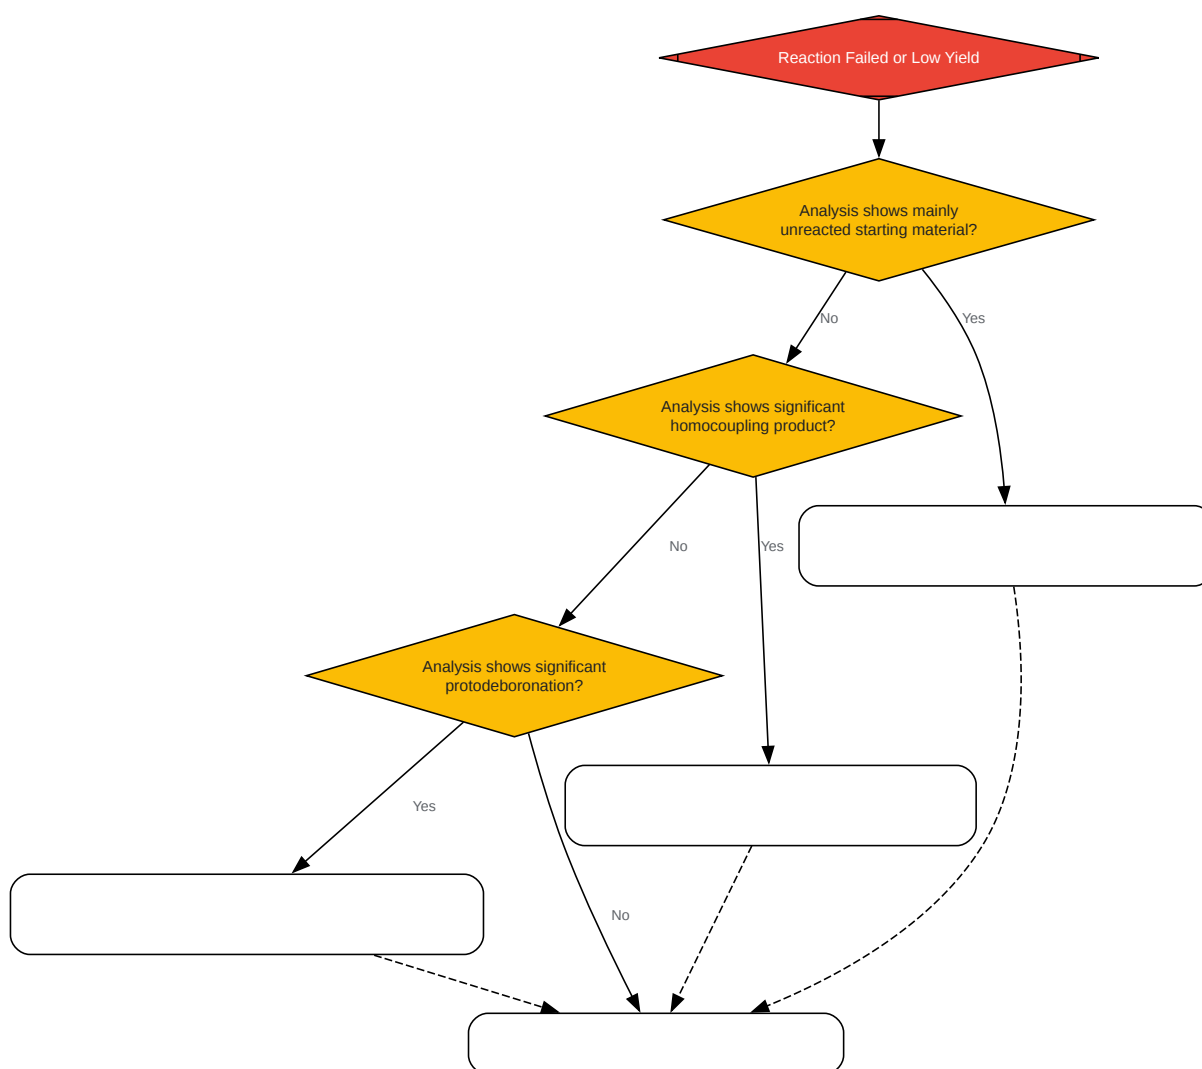 Reaction Failed or Low Yield
Analysis shows mainly
unreacted starting material?
No
Yes
Analysis shows significant
homocoupling product?
No
Yes
Analysis shows significant
protodeboronation?
Yes
No